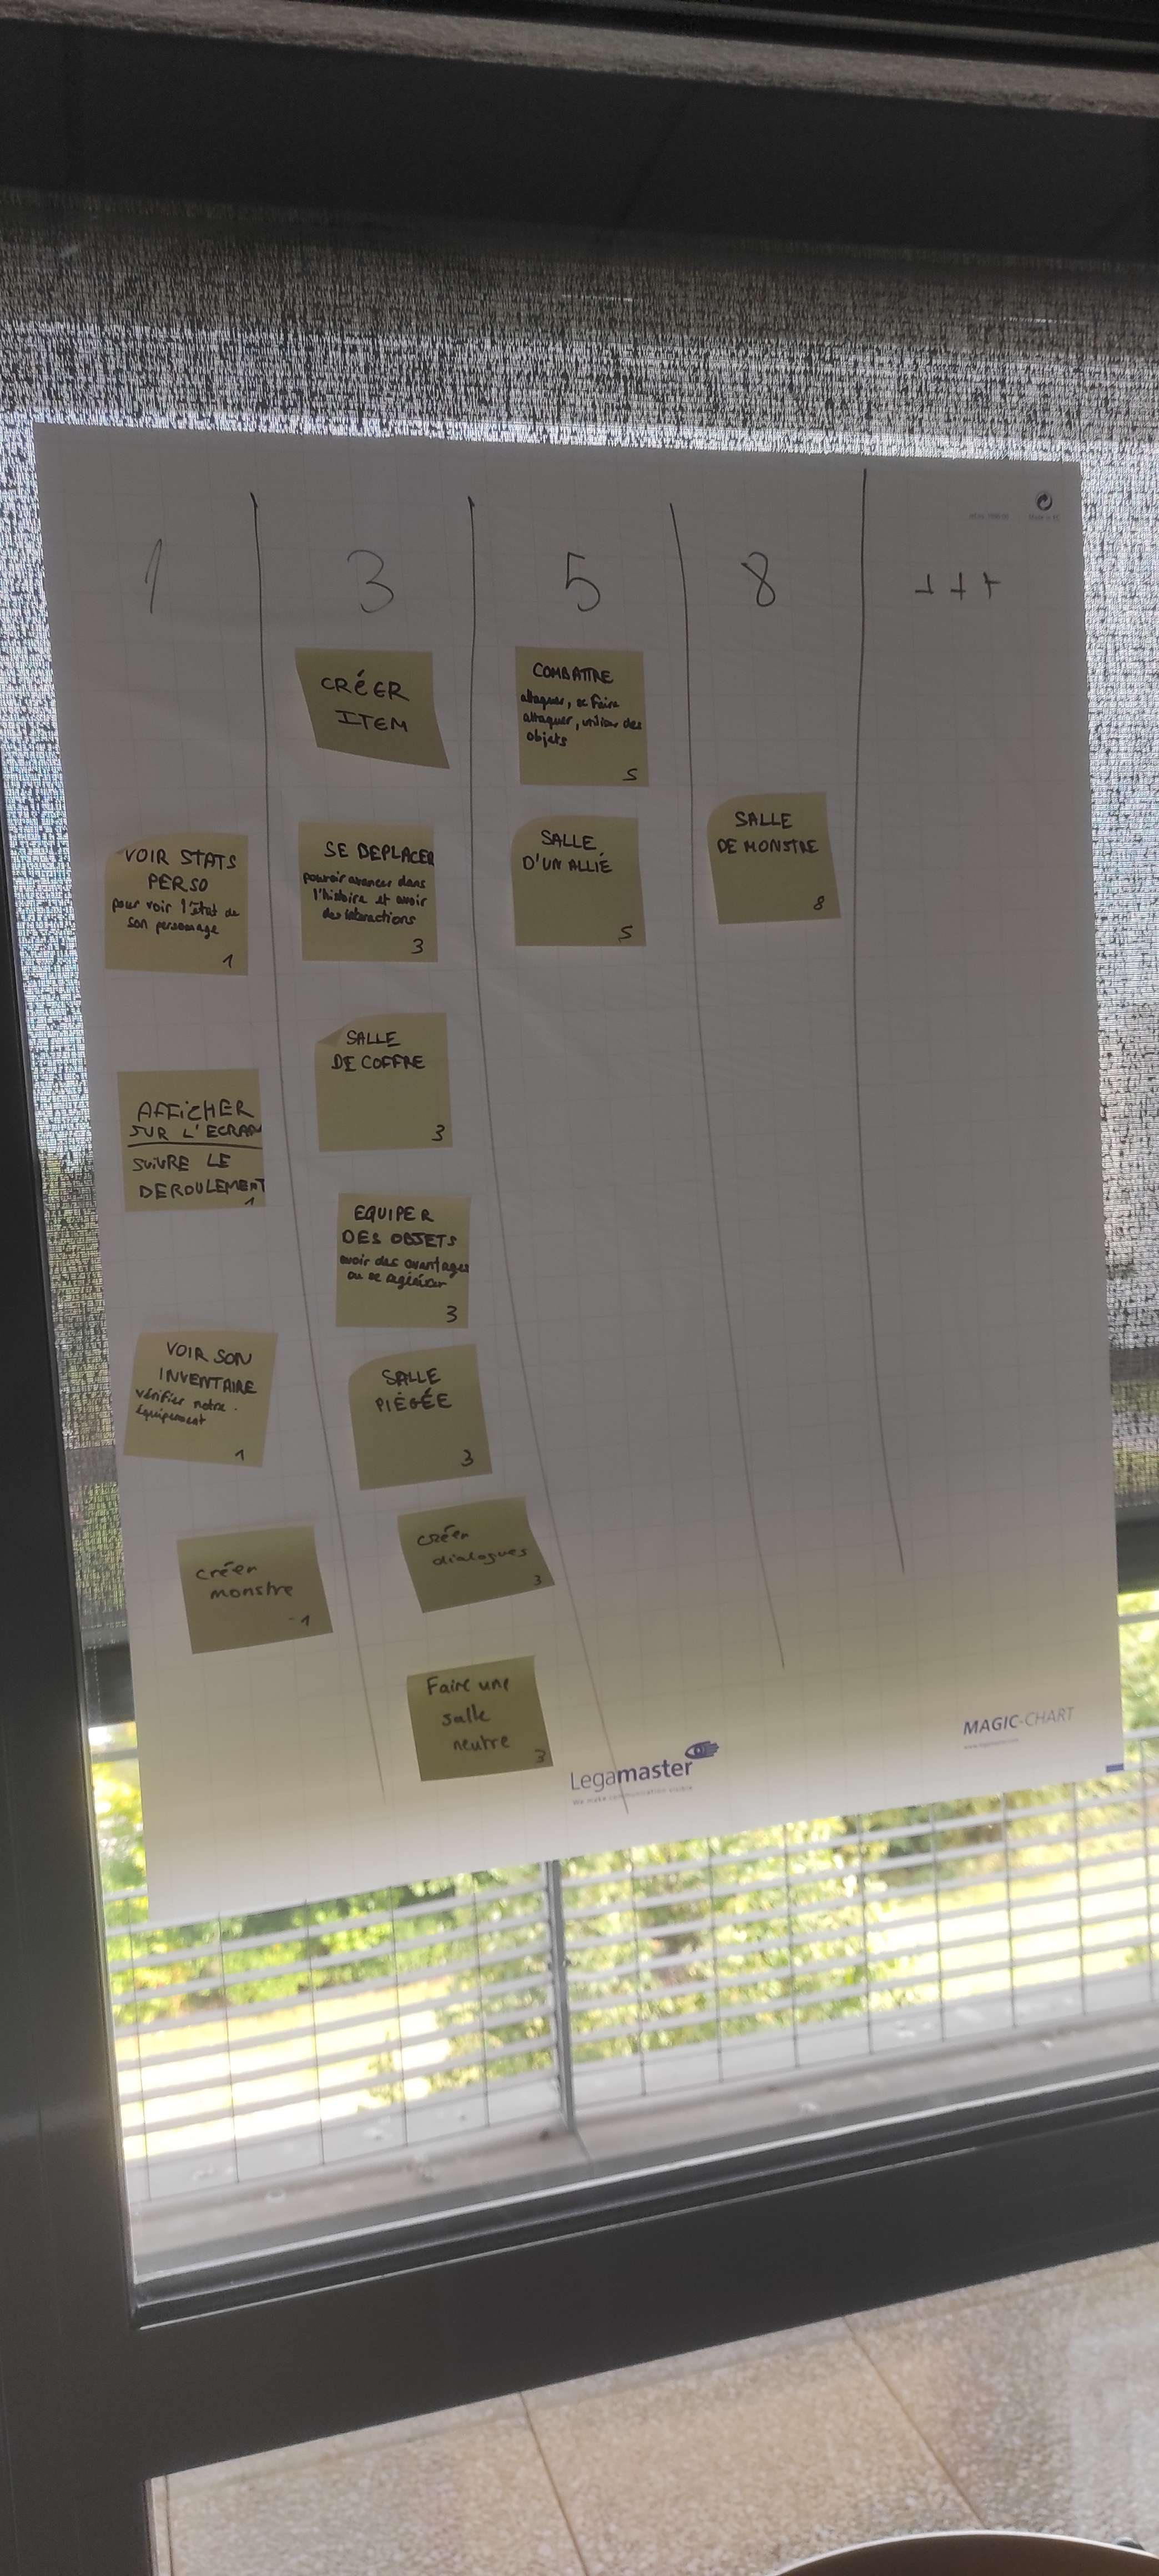 1
3
5
8
+++
CRÉER
ITEM
COMBATTRE
attaquer, se faire
attaquer, utiliser des
objets
5
VOIR STATS
PERSO
pour voir l'état de
son personnage
1
SE DEPLACER
pouvoir avancer dans
l'histoire et avoir
des interactions
3
SALLE
D'UN ALLIÉ
5
SALLE
DE MONSTRE
8
SALLE
DE COFFRE
3
AFFICHER
SUR L'ECRAN
SUIVRE LE
DEROULEMENT
1
EQUIPER
DES OBJETS
avoir des avantages
ou se
3
VOIR SON
INVENTAIRE
vérifier notre
équipement
1
SALLE
PIÉGÉE
3
créer
monstre
1
créer
dialogues
3
Faire une
salle
neutre
3
Legamaster
We make communication visible
MAGIC-CHART